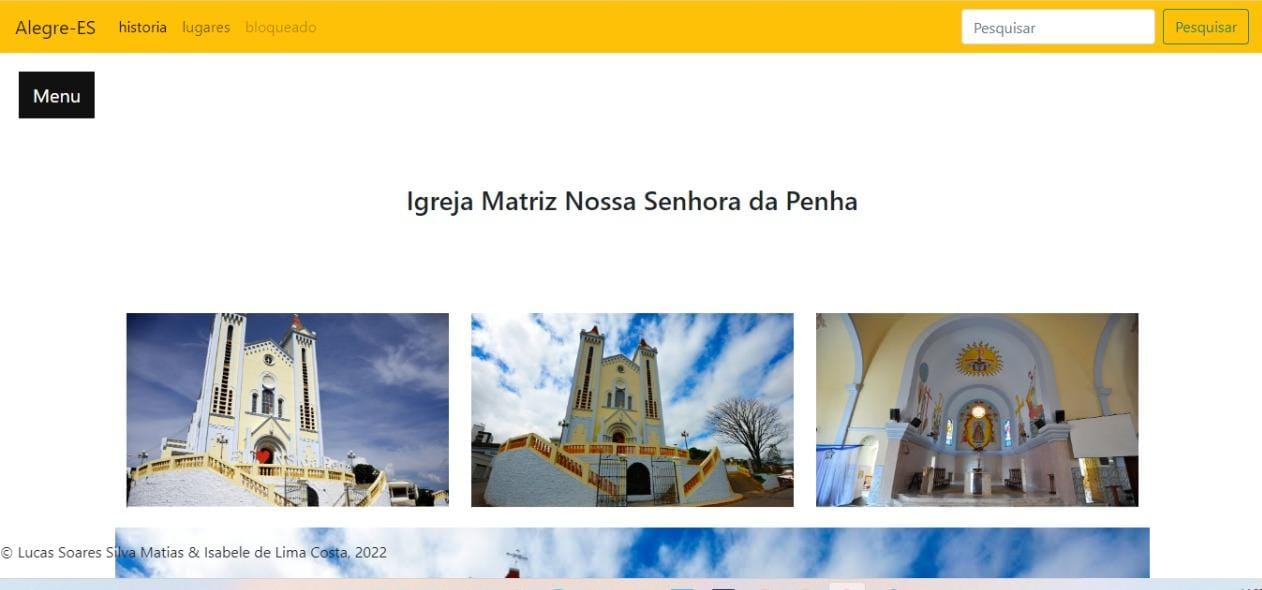 Algre-ES historia lugares bloqueado Pesquisar Pesquisar
Menu
Igreja Matriz Nossa Senhora da Penha
© Lucas Soares Silva Matias & Isabele de Lima Costa, 2022